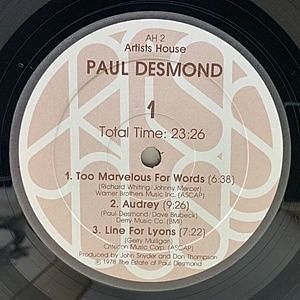 AH 2
Artists House
PAUL DESMOND
1
Total Time: 23:26
1. Too Marvelous For Words (6:38)
(Richard Whiting/Johnny Mercer)
Warner Brothers Music Inc. (ASCAP)
2. Audrey (9:26)
(Paul Desmond/Dave Brubeck)
Derry Music Co. (BMI)
3. Line For Lyons (7:22)
(Gerry Mulligan)
Criterion Music Corp. (ASCAP)
Produced by John Snyder and Don Thompson
℗ 1978 The Estate of Paul Desmond